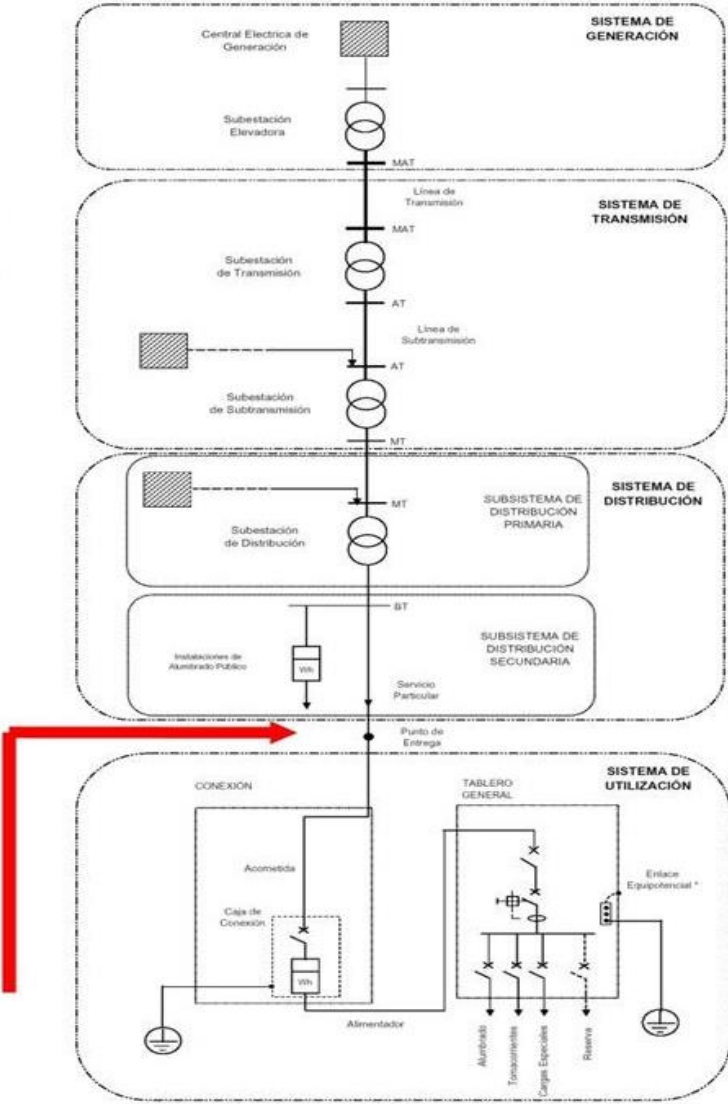 SISTEMA DE
GENERACIÓN
Central Electrica de
Generación
Subestación
Elevadora
MAT
Línea de
Transmisión
SISTEMA DE
TRANSMISIÓN
MAT
Subestación
de Transmisión
AT
Línea de
Subtransmisión
AT
Subestación
de Subtransmisión
MT
SISTEMA DE
DISTRIBUCIÓN
SUBSISTEMA DE
DISTRIBUCIÓN
PRIMARIA
MT
Subestación
de Distribución
BT
SUBSISTEMA DE
DISTRIBUCIÓN
SECUNDARIA
Instalaciones de
Alumbrado Público
Wh
Servicio
Particular
Punto de
Entrega
SISTEMA DE
UTILIZACIÓN
CONEXIÓN
TABLERO
GENERAL
Acometida
Enlace
Equipotencial *
Caja de
Conexión
Wh
Alimentador
Alumbrado
Tomacorrientes
Cargas Especiales
Reserva